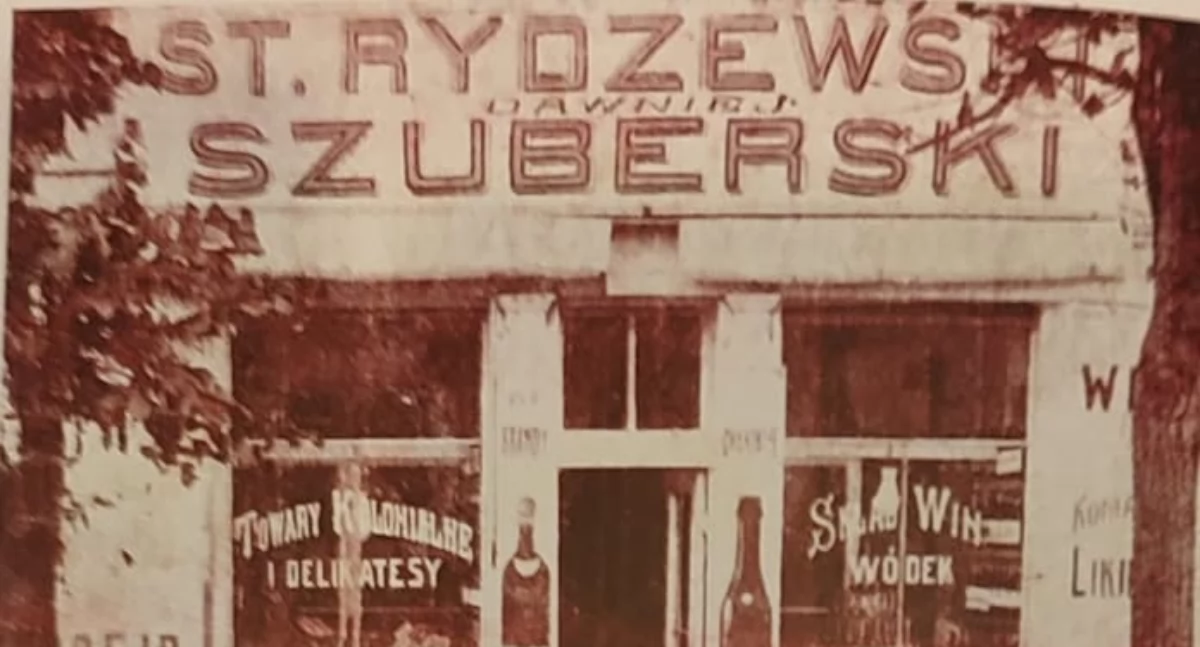 ST. RYDZEWSKI
DAWNIEJ
SZUBERSKI
TOWARY KOLONIALNE
I DELIKATESY
SKŁAD WIN
WÓDEK